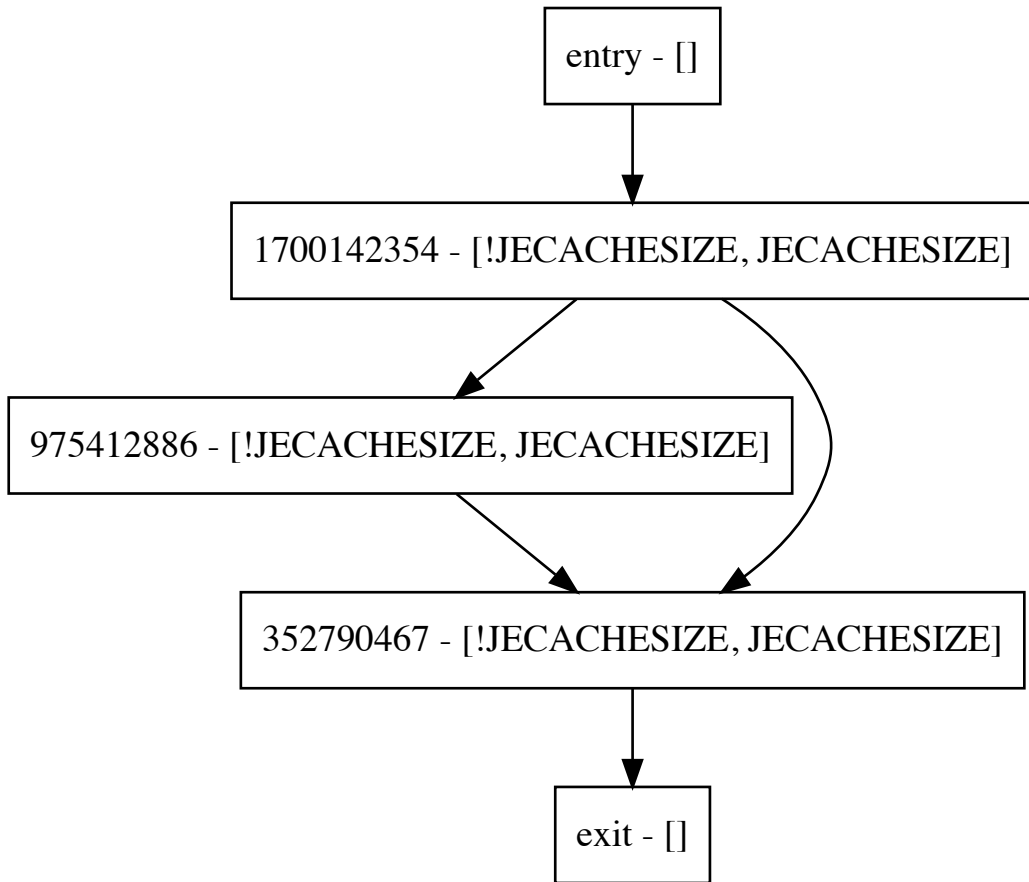 entry - []
1700142354 - [!JECACHESIZE, JECACHESIZE]
975412886 - [!JECACHESIZE, JECACHESIZE]
352790467 - [!JECACHESIZE, JECACHESIZE]
exit - []